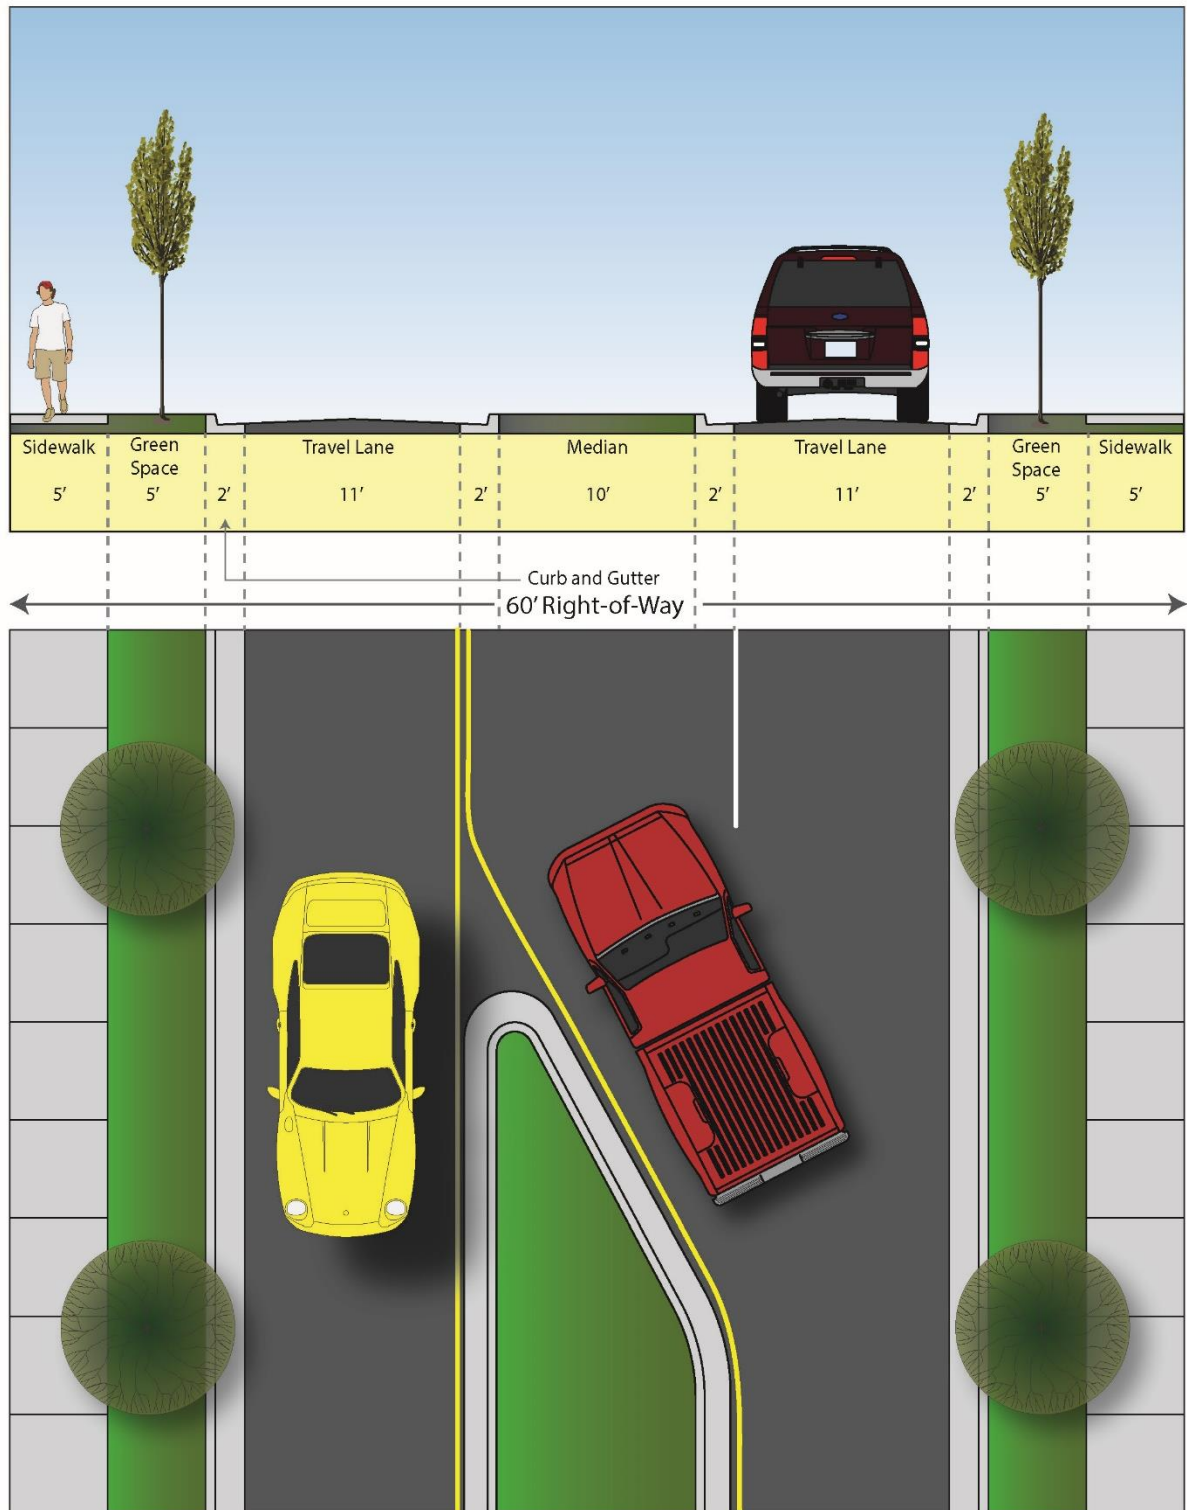 Sidewalk Green Travel Lane Median Travel Lane Green Sidewalk
Space Space
5' 5' 2' 11' 2' 10' 2' 11' 2' 5' 5'
Curb and Gutter
60' Right-of-Way